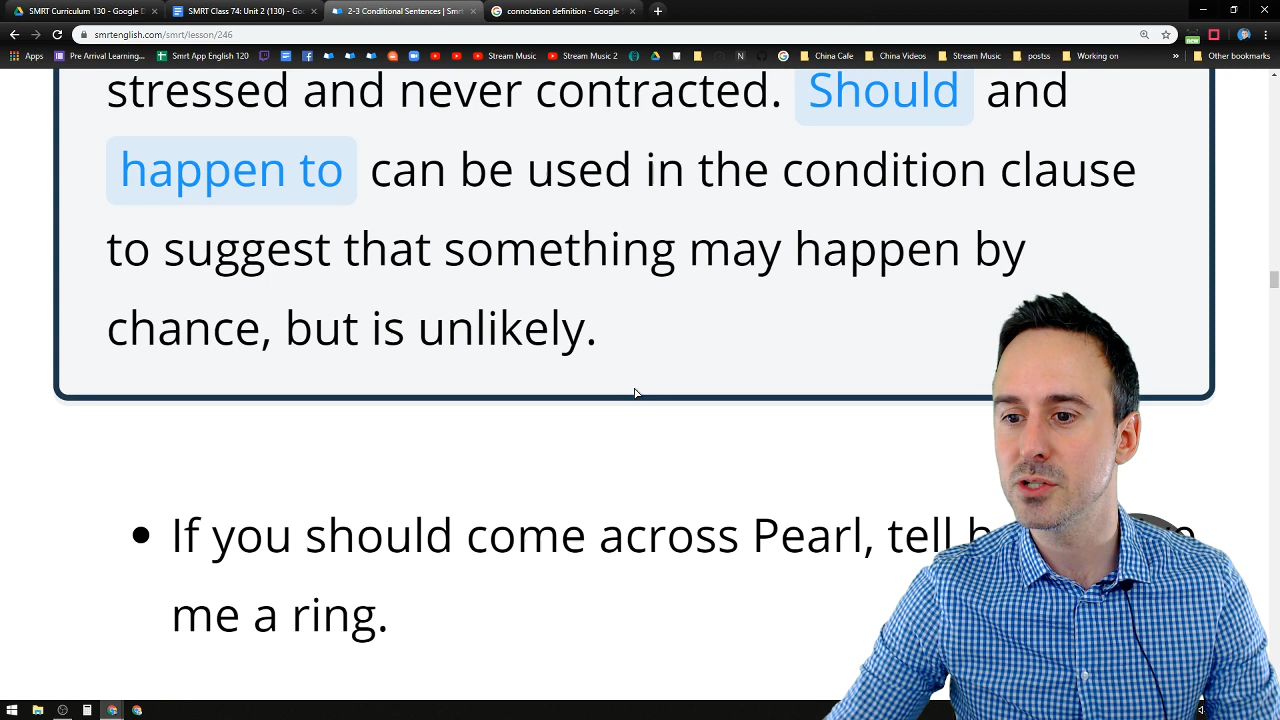 SMRT Curriculum 130 - Google D
SMRT Class 74: Unit 2 (130) - Go
2-3 Conditional Sentences | Smr
connotation definition - Google S
smrtenglish.com/smrt/lesson/246
Apps
Pre Arrival Learning...
Smrt App English 120
Stream Music
Stream Music 2
China Cafe
China Videos
Stream Music
postss
Working on
»
Other bookmarks
stressed and never contracted. Should and
happen to can be used in the condition clause
to suggest that something may happen by
chance, but is unlikely.
• If you should come across Pearl, tell
me a ring.